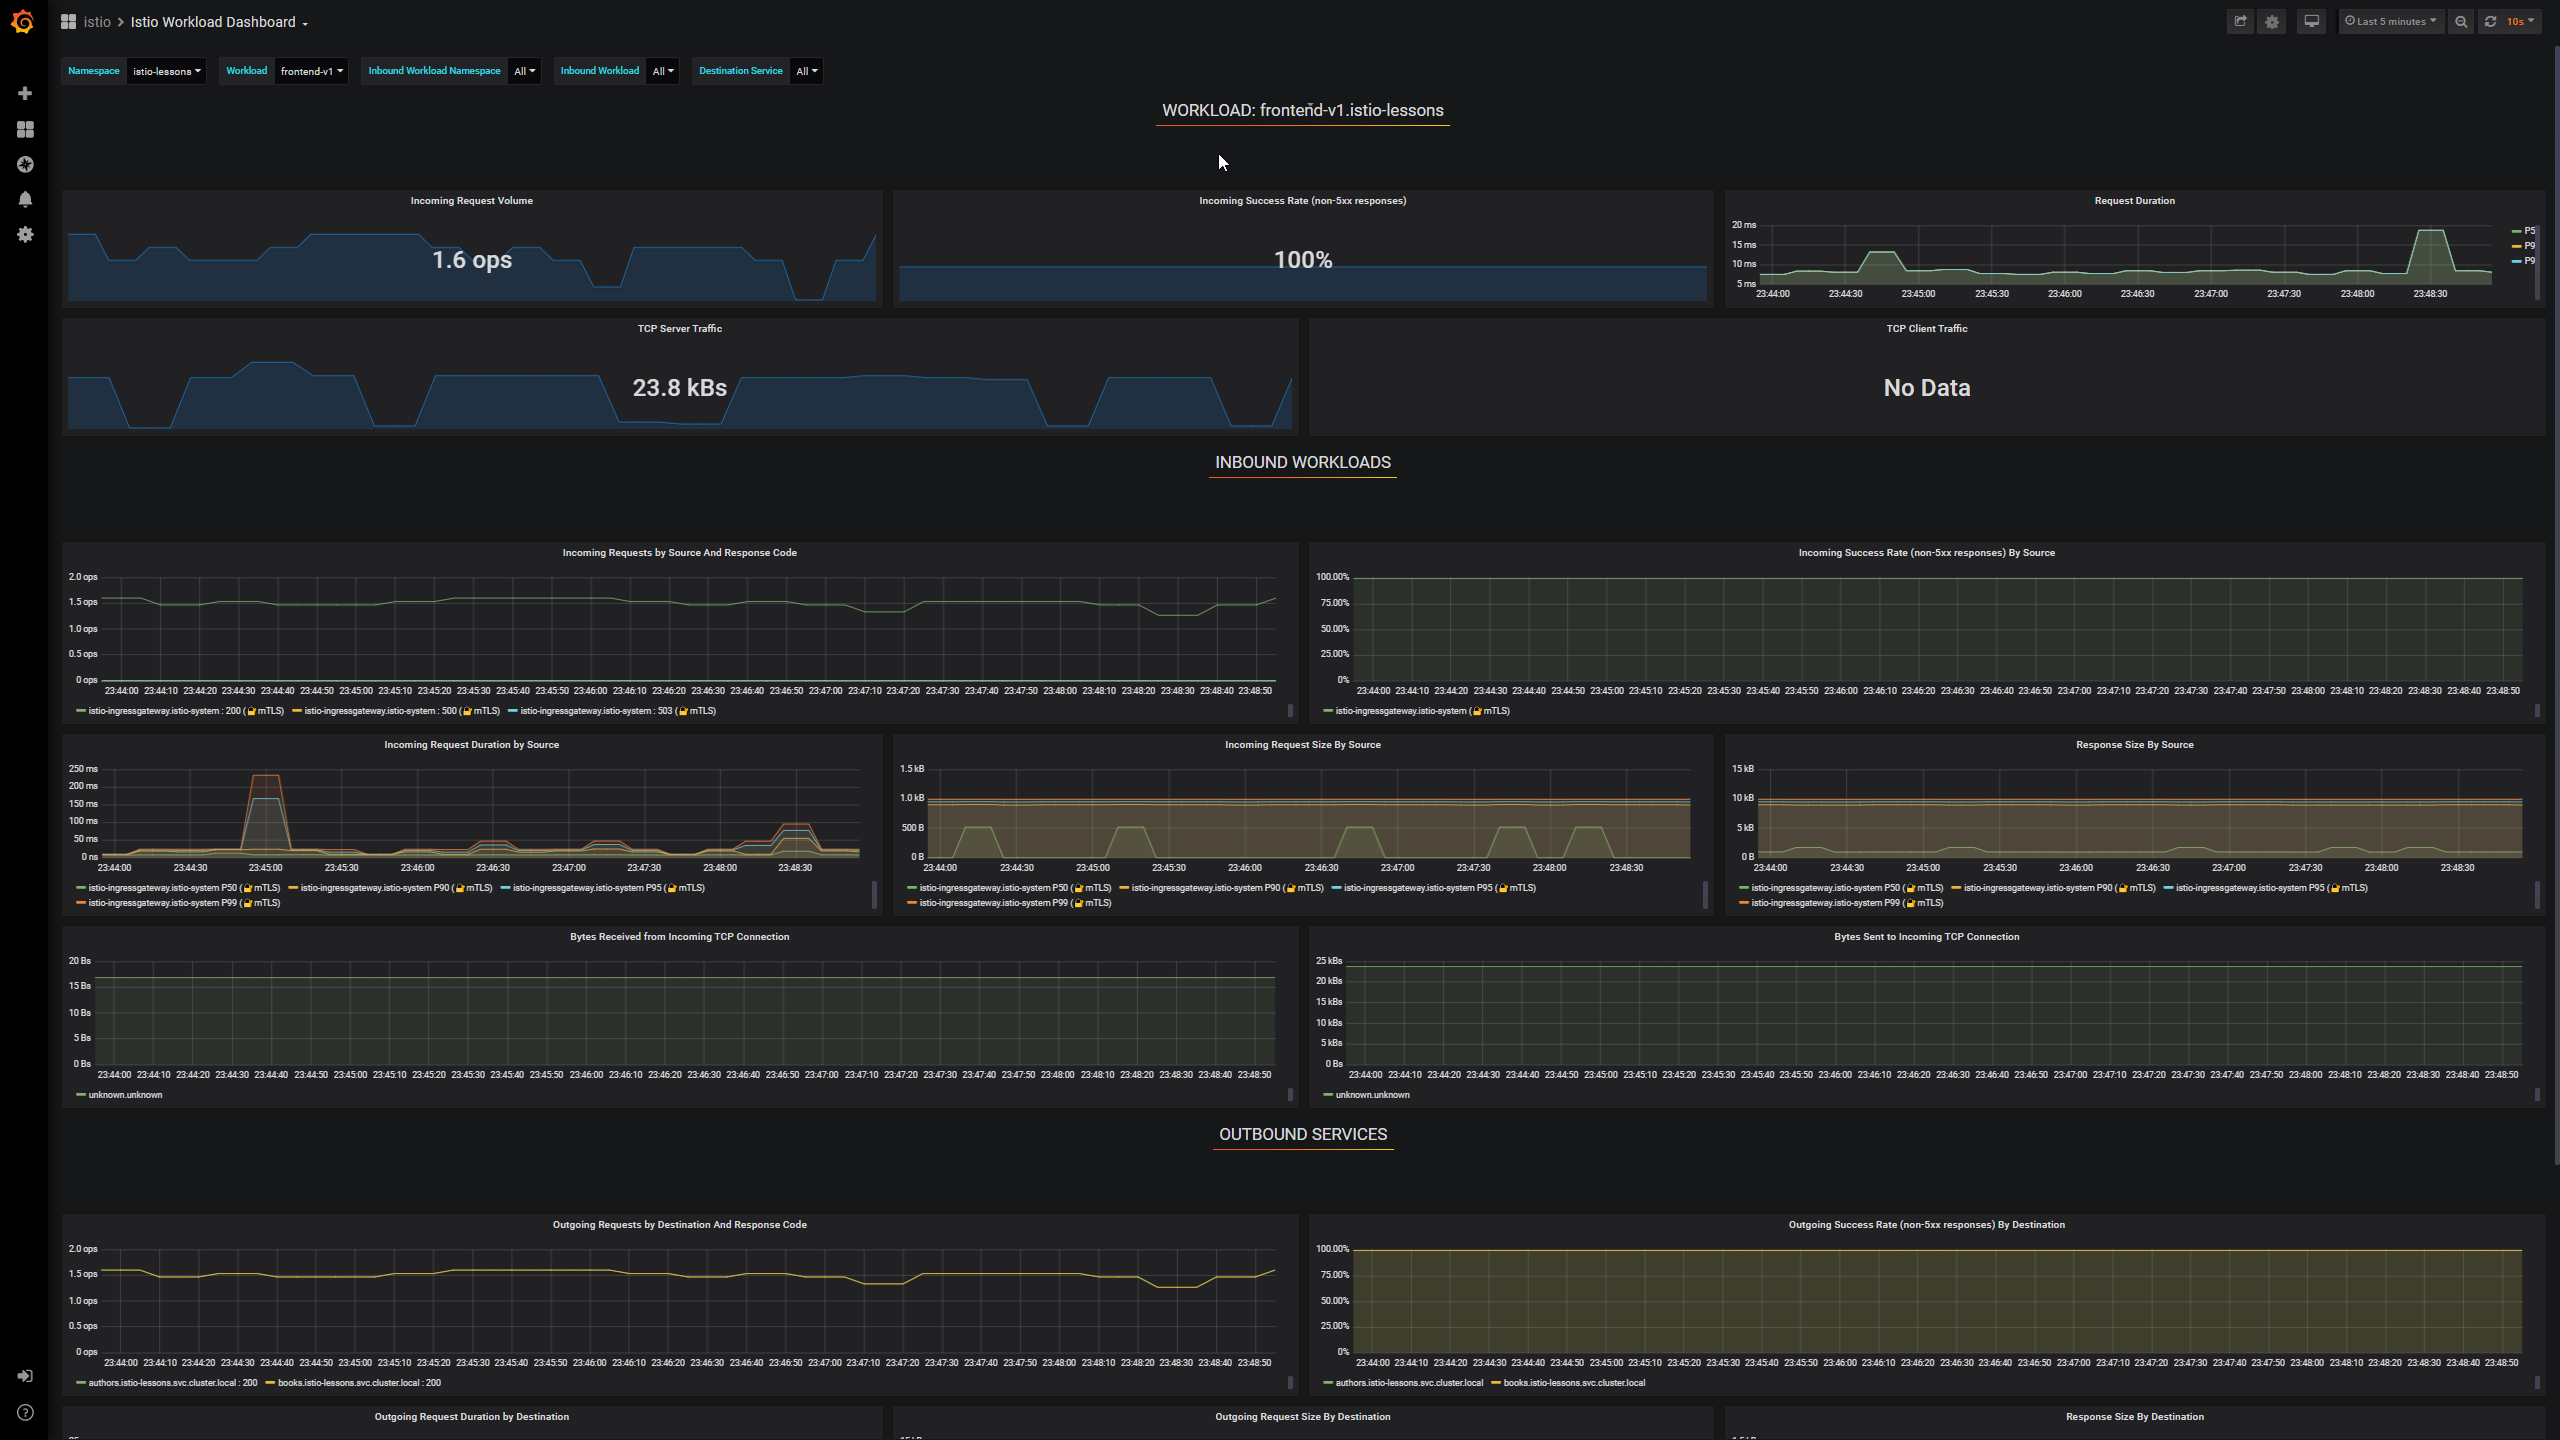 istio > Istio Workload Dashboard
Last 5 minutes 10s
Namespace istio-lessons Workload frontend-v1 Inbound Workload Namespace All Inbound Workload All Destination Service All
WORKLOAD: frontend-v1.istio-lessons
Incoming Request Volume
1.6 ops
Incoming Success Rate (non-5xx responses)
100%
Request Duration
20 ms
15 ms
10 ms
5 ms
23:44:00 23:44:30 23:45:00 23:45:30 23:46:00 23:46:30 23:47:00 23:47:30 23:48:00 23:48:30
P5
P9
P9
TCP Server Traffic
23.8 kBs
TCP Client Traffic
No Data
INBOUND WORKLOADS
Incoming Requests by Source And Response Code
2.0 ops
1.5 ops
1.0 ops
0.5 ops
0 ops
23:44:00 23:44:10 23:44:20 23:44:30 23:44:40 23:44:50 23:45:00 23:45:10 23:45:20 23:45:30 23:45:40 23:45:50 23:46:00 23:46:10 23:46:20 23:46:30 23:46:40 23:46:50 23:47:00 23:47:10 23:47:20 23:47:30 23:47:40 23:47:50 23:48:00 23:48:10 23:48:20 23:48:30 23:48:40 23:48:50
istio-ingressgateway.istio-system : 200 (🔐 mTLS) istio-ingressgateway.istio-system : 500 (🔐 mTLS) istio-ingressgateway.istio-system : 503 (🔐 mTLS)
Incoming Success Rate (non-5xx responses) By Source
100.00%
75.00%
50.00%
25.00%
0%
23:44:00 23:44:10 23:44:20 23:44:30 23:44:40 23:44:50 23:45:00 23:45:10 23:45:20 23:45:30 23:45:40 23:45:50 23:46:00 23:46:10 23:46:20 23:46:30 23:46:40 23:46:50 23:47:00 23:47:10 23:47:20 23:47:30 23:47:40 23:47:50 23:48:00 23:48:10 23:48:20 23:48:30 23:48:40 23:48:50
istio-ingressgateway.istio-system (🔐 mTLS)
Incoming Request Duration by Source
250 ms
200 ms
150 ms
100 ms
50 ms
0 ns
23:44:00 23:44:30 23:45:00 23:45:30 23:46:00 23:46:30 23:47:00 23:47:30 23:48:00 23:48:30
istio-ingressgateway.istio-system P50 (🔐 mTLS) istio-ingressgateway.istio-system P90 (🔐 mTLS) istio-ingressgateway.istio-system P95 (🔐 mTLS)
istio-ingressgateway.istio-system P99 (🔐 mTLS)
Incoming Request Size By Source
1.5 kB
1.0 kB
500 B
0 B
23:44:00 23:44:30 23:45:00 23:45:30 23:46:00 23:46:30 23:47:00 23:47:30 23:48:00 23:48:30
istio-ingressgateway.istio-system P50 (🔐 mTLS) istio-ingressgateway.istio-system P90 (🔐 mTLS) istio-ingressgateway.istio-system P95 (🔐 mTLS)
istio-ingressgateway.istio-system P99 (🔐 mTLS)
Response Size By Source
15 kB
10 kB
5 kB
0 B
23:44:00 23:44:30 23:45:00 23:45:30 23:46:00 23:46:30 23:47:00 23:47:30 23:48:00 23:48:30
istio-ingressgateway.istio-system P50 (🔐 mTLS) istio-ingressgateway.istio-system P90 (🔐 mTLS) istio-ingressgateway.istio-system P95 (🔐 mTLS)
istio-ingressgateway.istio-system P99 (🔐 mTLS)
Bytes Received from Incoming TCP Connection
20 Bs
15 Bs
10 Bs
5 Bs
0 Bs
23:44:00 23:44:10 23:44:20 23:44:30 23:44:40 23:44:50 23:45:00 23:45:10 23:45:20 23:45:30 23:45:40 23:45:50 23:46:00 23:46:10 23:46:20 23:46:30 23:46:40 23:46:50 23:47:00 23:47:10 23:47:20 23:47:30 23:47:40 23:47:50 23:48:00 23:48:10 23:48:20 23:48:30 23:48:40 23:48:50
unknown.unknown
Bytes Sent to Incoming TCP Connection
25 kBs
20 kBs
15 kBs
10 kBs
5 kBs
0 Bs
23:44:00 23:44:10 23:44:20 23:44:30 23:44:40 23:44:50 23:45:00 23:45:10 23:45:20 23:45:30 23:45:40 23:45:50 23:46:00 23:46:10 23:46:20 23:46:30 23:46:40 23:46:50 23:47:00 23:47:10 23:47:20 23:47:30 23:47:40 23:47:50 23:48:00 23:48:10 23:48:20 23:48:30 23:48:40 23:48:50
unknown.unknown
OUTBOUND SERVICES
Outgoing Requests by Destination And Response Code
2.0 ops
1.5 ops
1.0 ops
0.5 ops
0 ops
23:44:00 23:44:10 23:44:20 23:44:30 23:44:40 23:44:50 23:45:00 23:45:10 23:45:20 23:45:30 23:45:40 23:45:50 23:46:00 23:46:10 23:46:20 23:46:30 23:46:40 23:46:50 23:47:00 23:47:10 23:47:20 23:47:30 23:47:40 23:47:50 23:48:00 23:48:10 23:48:20 23:48:30 23:48:40 23:48:50
authors.istio-lessons.svc.cluster.local : 200 books.istio-lessons.svc.cluster.local : 200
Outgoing Success Rate (non-5xx responses) By Destination
100.00%
75.00%
50.00%
25.00%
0%
23:44:00 23:44:10 23:44:20 23:44:30 23:44:40 23:44:50 23:45:00 23:45:10 23:45:20 23:45:30 23:45:40 23:45:50 23:46:00 23:46:10 23:46:20 23:46:30 23:46:40 23:46:50 23:47:00 23:47:10 23:47:20 23:47:30 23:47:40 23:47:50 23:48:00 23:48:10 23:48:20 23:48:30 23:48:40 23:48:50
authors.istio-lessons.svc.cluster.local books.istio-lessons.svc.cluster.local
Outgoing Request Duration by Destination
Outgoing Request Size By Destination
Response Size By Destination